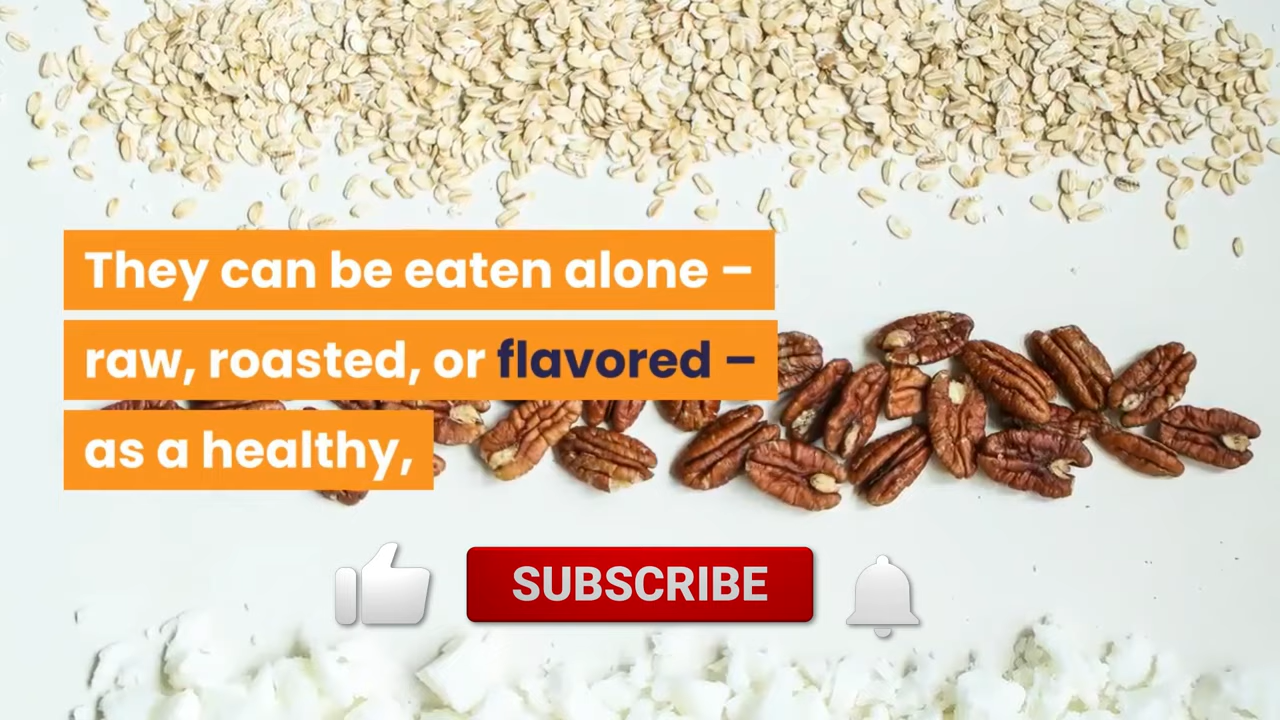 They can be eaten alone –
raw, roasted, or flavored –
as a healthy,
SUBSCRIBE